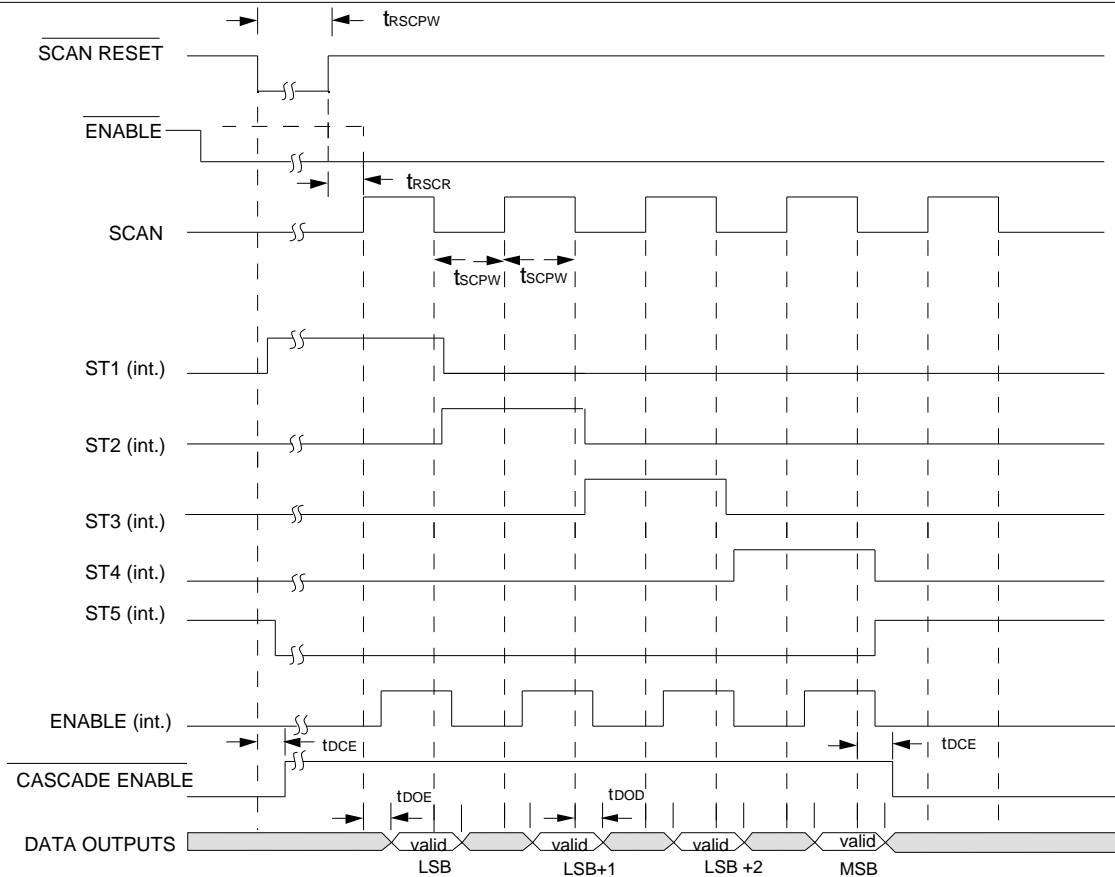 tRSCPW
SCAN RESET
ENABLE
tRSCR
SCAN
tSCPW tSCPW
ST1 (int.)
ST2 (int.)
ST3 (int.)
ST4 (int.)
ST5 (int.)
ENABLE (int.)
tDCE tDCE
CASCADE ENABLE
tDOE tDOD
DATA OUTPUTS valid valid valid valid
LSB LSB+1 LSB +2 MSB